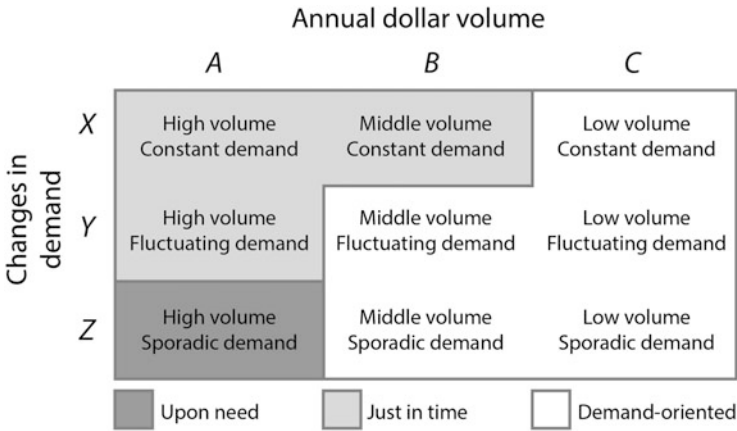 Annual dollar volume
A B C
Changes in
demand
X
High volume
Constant demand
Middle volume
Constant demand
Low volume
Constant demand
Y
High volume
Fluctuating demand
Middle volume
Fluctuating demand
Low volume
Fluctuating demand
Z
High volume
Sporadic demand
Middle volume
Sporadic demand
Low volume
Sporadic demand
Upon need
Just in time
Demand-oriented